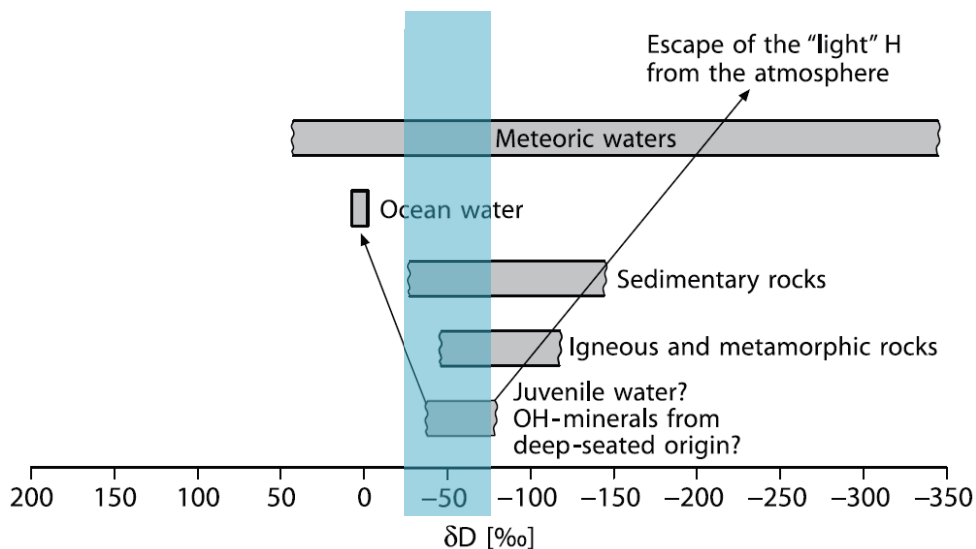 Escape of the “light” H
from the atmosphere
Meteoric waters
Ocean water
Sedimentary rocks
Igneous and metamorphic rocks
Juvenile water?
OH-minerals from
deep-seated origin?
200 150 100 50 0 −50 −100 −150 −200 −250 −300 −350
δD [‰]